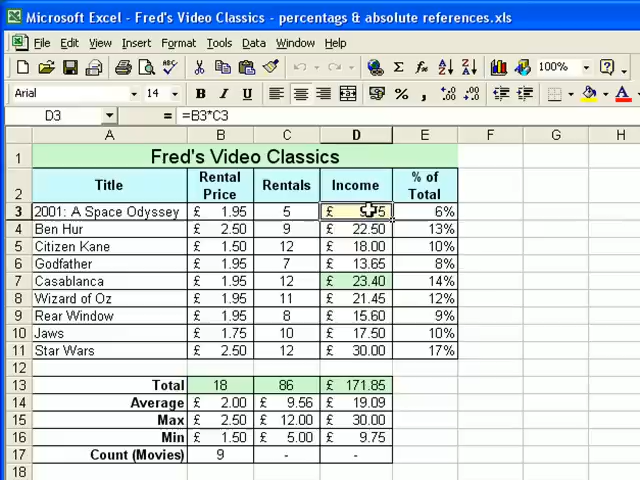 Microsoft Excel - Fred's Video Classics - percentags & absolute references.xls
File Edit View Insert Format Tools Data Window Help
Σ 100% ?
Arial 14 B I U %
D3 = =B3*C3
A B C D E F G H
1 Fred's Video Classics
2 Title Rental Price Rentals Income % of Total
3 2001: A Space Odyssey £ 1.95 5 £ 6%
4 Ben Hur £ 2.50 9 £ 22.50 13%
5 Citizen Kane £ 1.50 12 £ 18.00 10%
6 Godfather £ 1.95 7 £ 13.65 8%
7 Casablanca £ 1.95 12 £ 23.40 14%
8 Wizard of Oz £ 1.95 11 £ 21.45 12%
9 Rear Window £ 1.95 8 £ 15.60 9%
10 Jaws £ 1.75 10 £ 17.50 10%
11 Star Wars £ 2.50 12 £ 30.00 17%
12
13 Total 18 86 £ 171.85
14 Average £ 2.00 £ 9.56 £ 19.09
15 Max £ 2.50 £ 12.00 £ 30.00
16 Min £ 1.50 £ 5.00 £ 9.75
17 Count (Movies) 9 - -
18